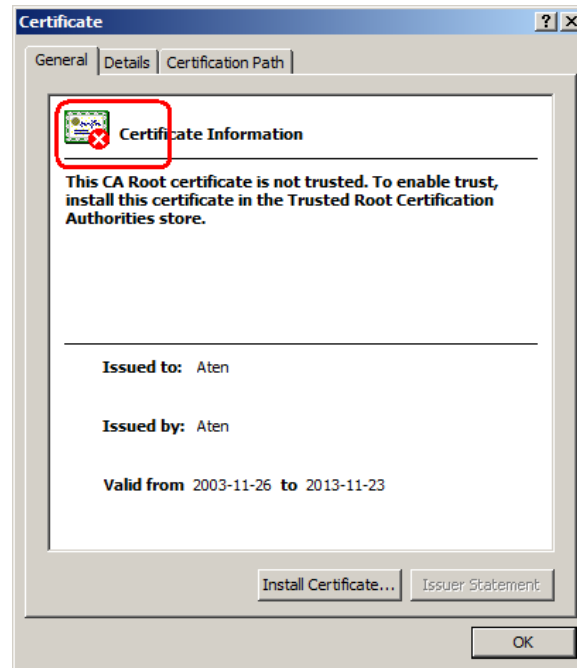 Certificate
General Details Certification Path
Certificate Information
This CA Root certificate is not trusted. To enable trust,
install this certificate in the Trusted Root Certification
Authorities store.
Issued to: Aten
Issued by: Aten
Valid from 2003-11-26 to 2013-11-23
Install Certificate... Issuer Statement
OK